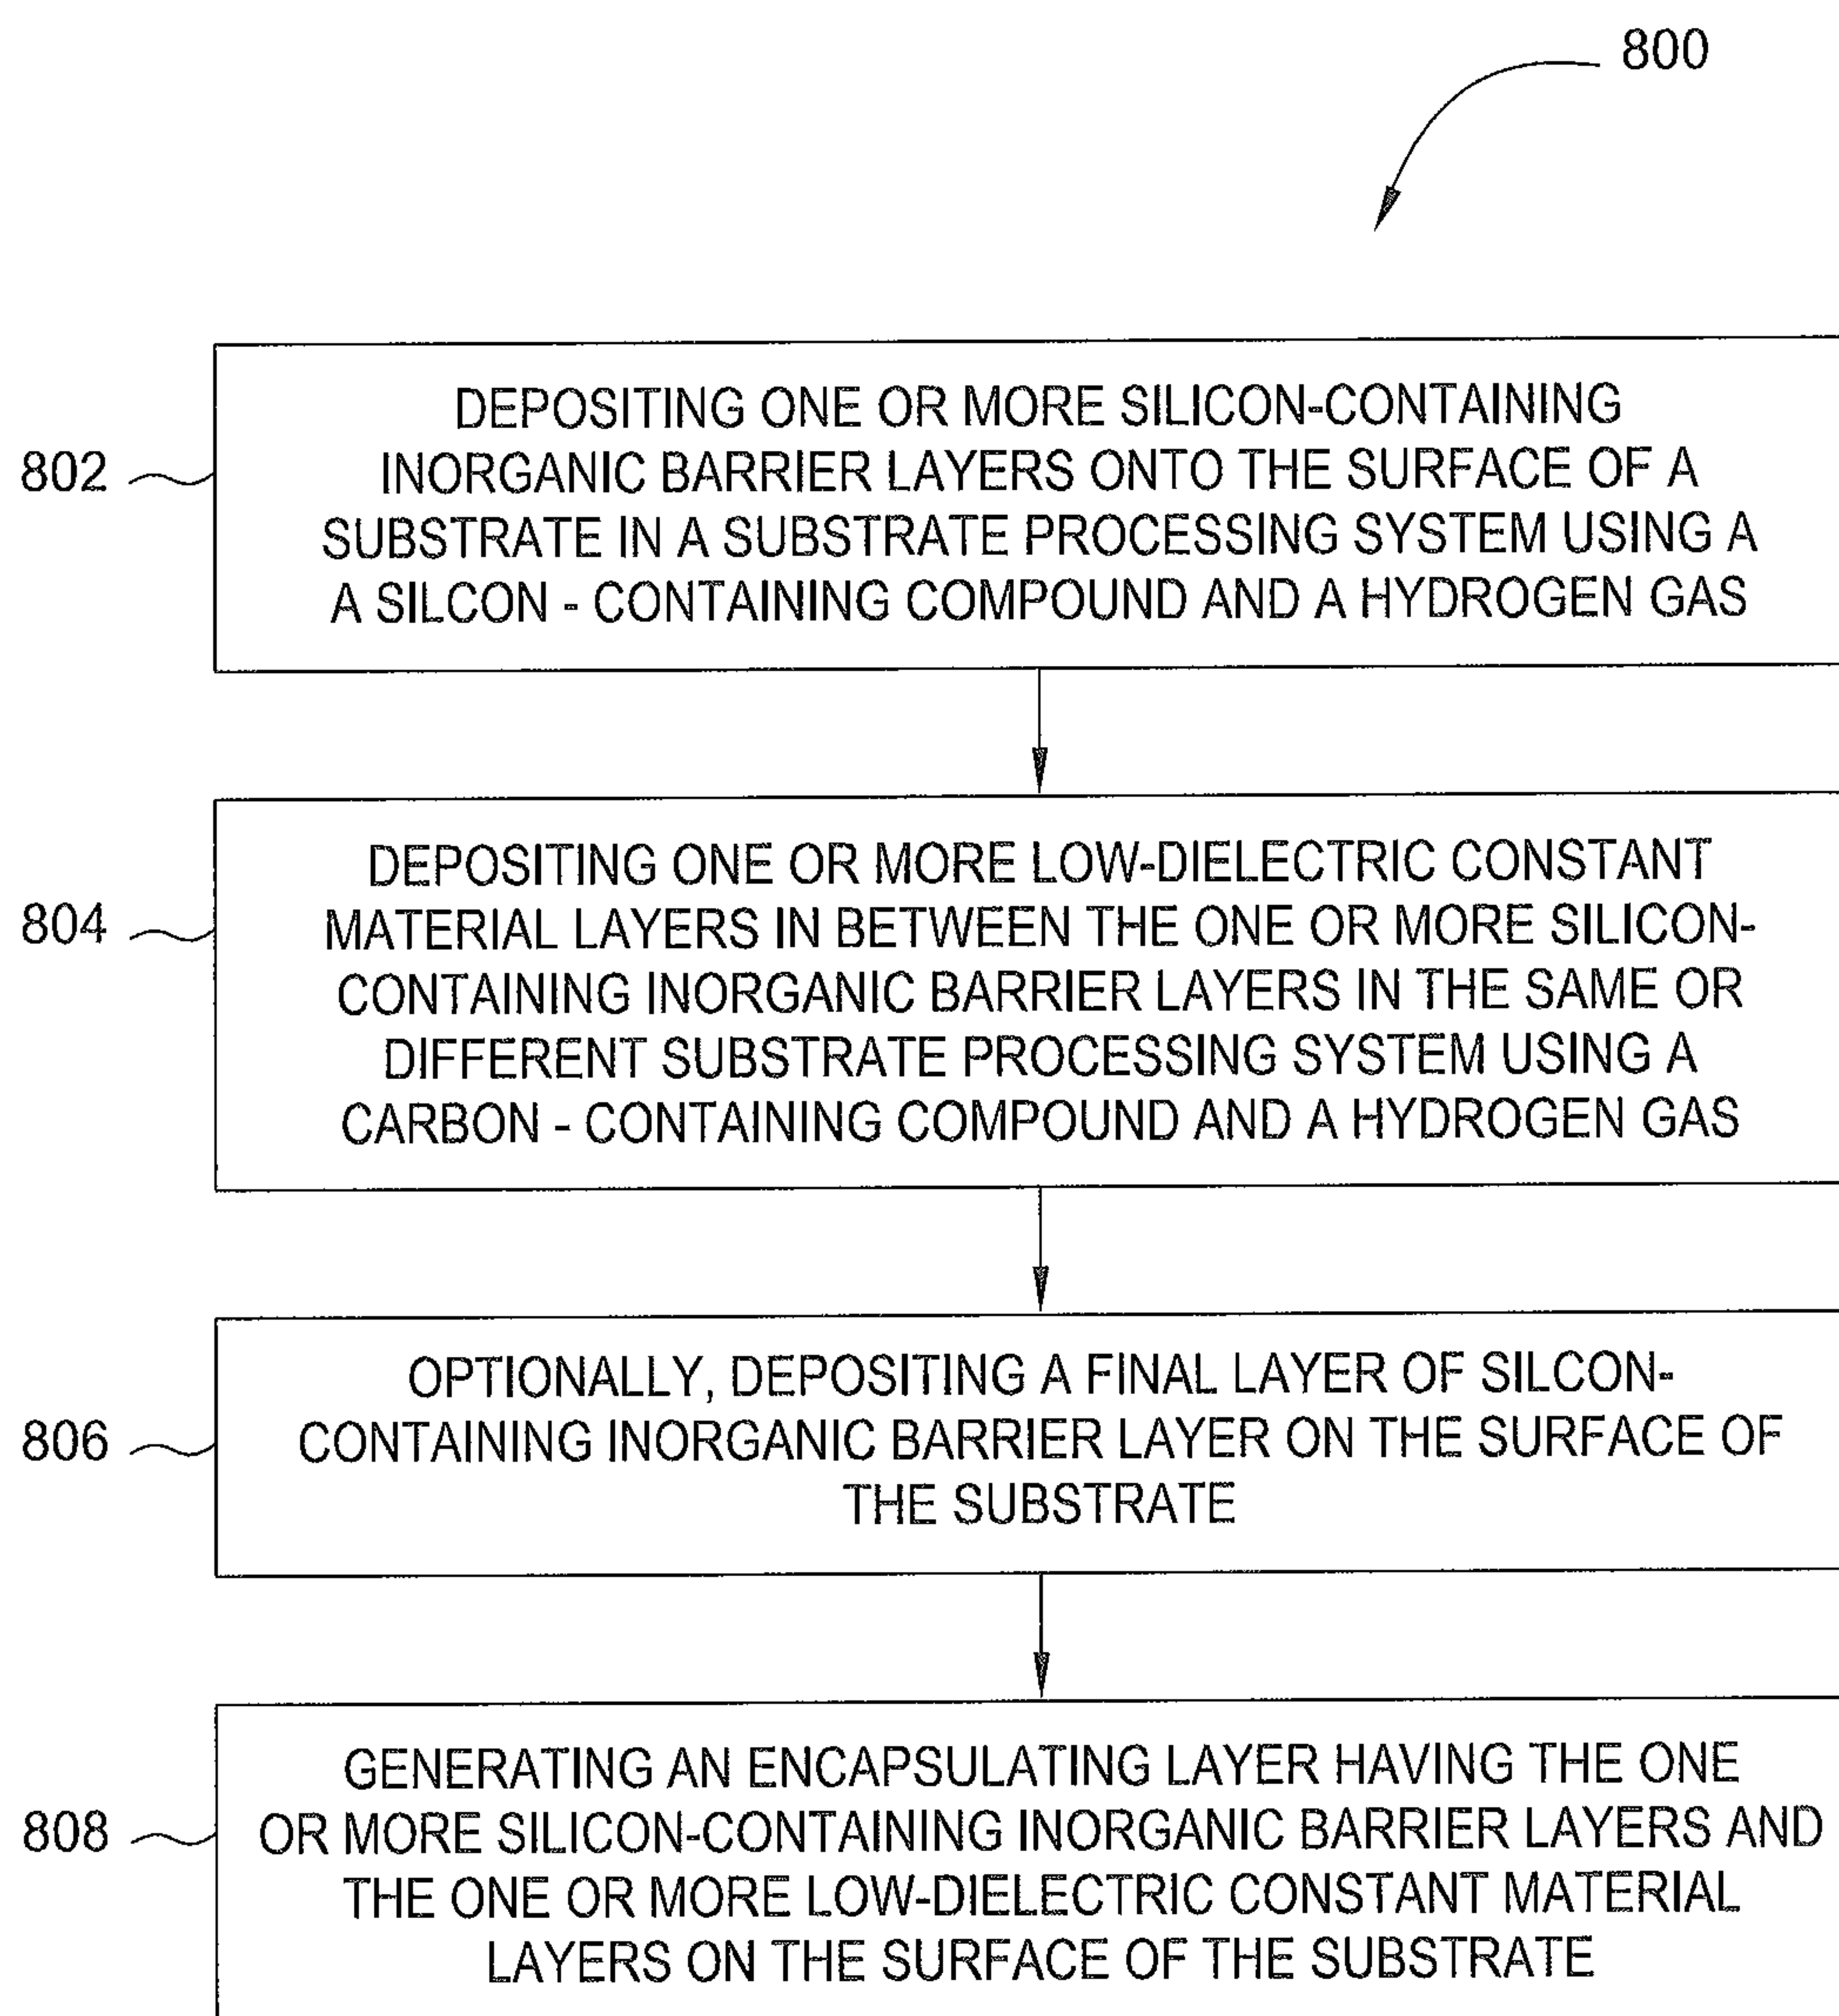 800
802
DEPOSITING ONE OR MORE SILICON-CONTAINING
INORGANIC BARRIER LAYERS ONTO THE SURFACE OF A
SUBSTRATE IN A SUBSTRATE PROCESSING SYSTEM USING A
A SILCON - CONTAINING COMPOUND AND A HYDROGEN GAS
804
DEPOSITING ONE OR MORE LOW-DIELECTRIC CONSTANT
MATERIAL LAYERS IN BETWEEN THE ONE OR MORE SILICON-
CONTAINING INORGANIC BARRIER LAYERS IN THE SAME OR
DIFFERENT SUBSTRATE PROCESSING SYSTEM USING A
CARBON - CONTAINING COMPOUND AND A HYDROGEN GAS
806
OPTIONALLY, DEPOSITING A FINAL LAYER OF SILCON-
CONTAINING INORGANIC BARRIER LAYER ON THE SURFACE OF
THE SUBSTRATE
808
GENERATING AN ENCAPSULATING LAYER HAVING THE ONE
OR MORE SILICON-CONTAINING INORGANIC BARRIER LAYERS AND
THE ONE OR MORE LOW-DIELECTRIC CONSTANT MATERIAL
LAYERS ON THE SURFACE OF THE SUBSTRATE